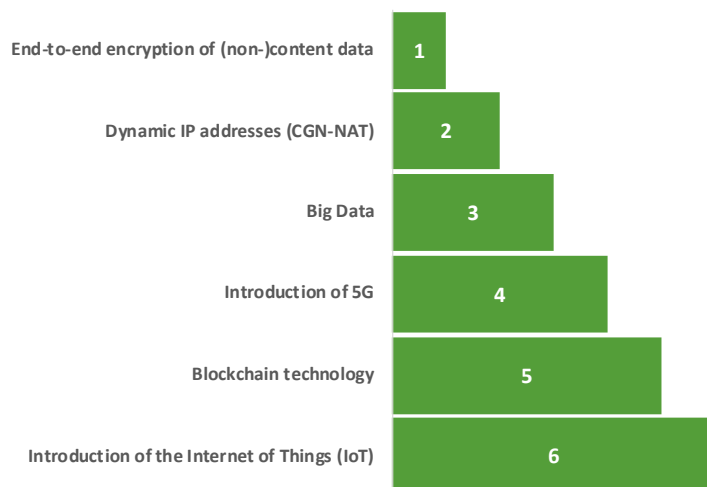 End-to-end encryption of (non-)content data
1
Dynamic IP addresses (CGN-NAT)
2
Big Data
3
Introduction of 5G
4
Blockchain technology
5
Introduction of the Internet of Things (IoT)
6